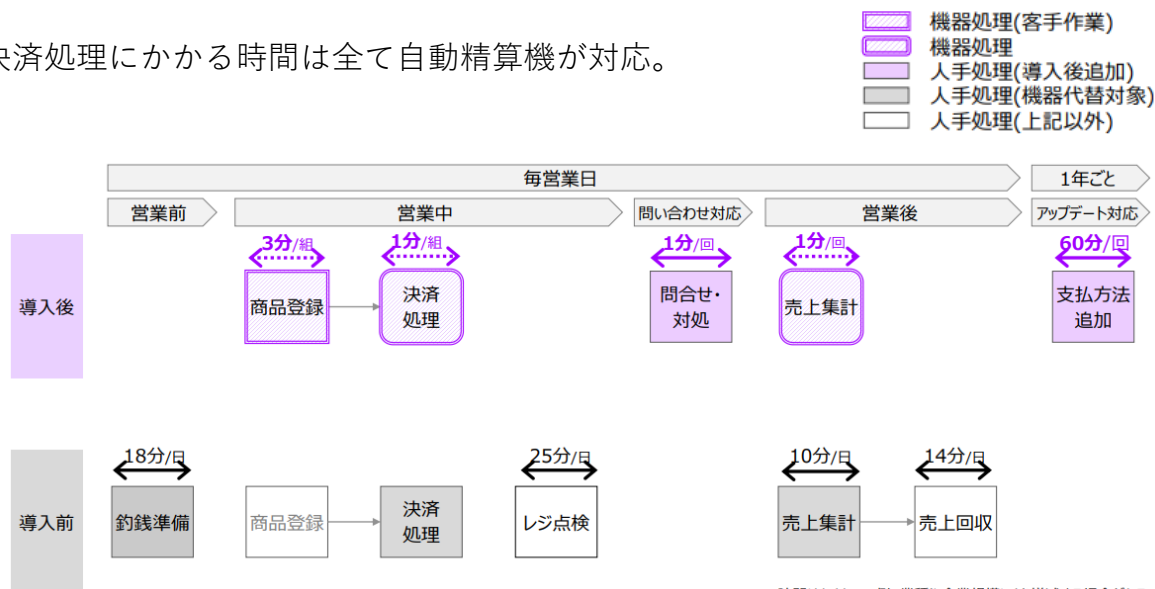 決済処理にかかる時間は全て自動精算機が対応。
機器処理(客手作業)
機器処理
人手処理(導入後追加)
人手処理(機器代替対象)
人手処理(上記以外)
毎営業日
1年ごと
営業前
営業中
問い合わせ対応
営業後
アップデート対応
導入後
3分/組
1分/組
1分/回
1分/回
60分/回
商品登録
決済
処理
問合せ・
対処
売上集計
支払方法
追加
導入前
18分/日
25分/日
10分/日
14分/日
釣銭準備
商品登録
決済
処理
レジ点検
売上集計
売上回収